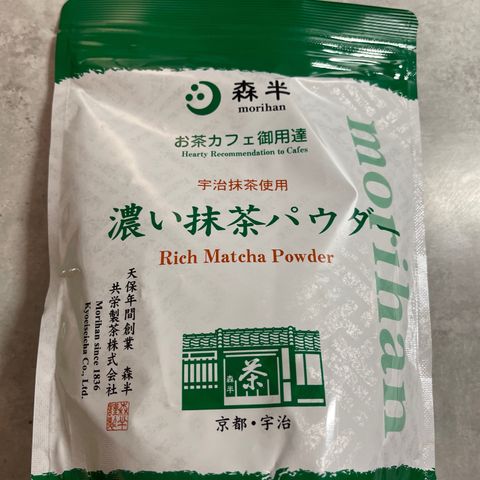 森半
morihan
お茶カフェ御用達
Hearty Recommendation to Cafes
宇治抹茶使用
濃い抹茶パウダー
Rich Matcha Powder
morihan
天保年間創業 森半
共栄製茶株式会社
Morihan since 1836
Kyoeiseicha Co., Ltd.
茶
森半
京都・宇治